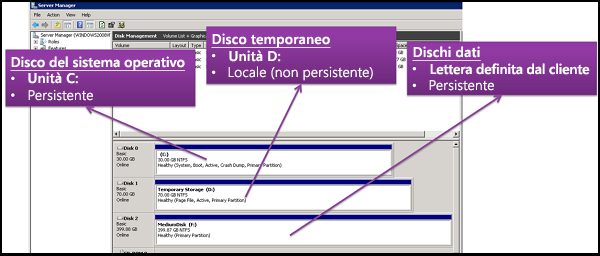 Server Manager
File Action View Help
Server Manager (WINDOWS2008
Roles
Features
Disk Management Volume List + Graphic
Volume Layout Type
Disco del sistema operativo
• Unità C:
• Persistente
Disco temporaneo
• Unità D:
• Locale (non persistente)
Dischi dati
• Lettera definita dal cliente
• Persistente
Disk 0
Basic
30.00 GB
Online
(C:)
30.00 GB NTFS
Healthy (System, Boot, Active, Crash Dump, Primary Partition)
Disk 1
Basic
70.00 GB
Online
Temporary Storage (D:)
70.00 GB NTFS
Healthy (Page File, Active, Primary Partition)
Disk 2
Basic
399.88 GB
Online
MediumDisk (F:)
399.87 GB NTFS
Healthy (Primary Partition)